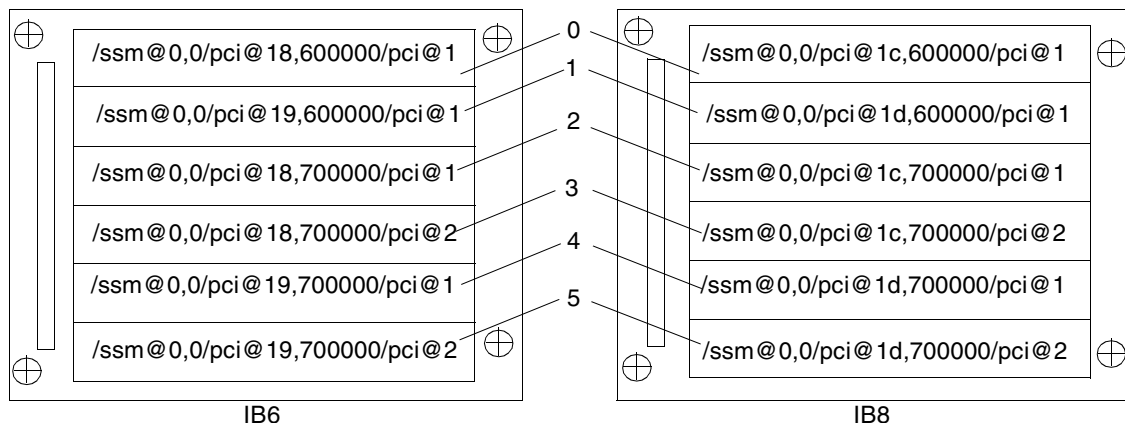 /ssm@0,0/pci@18,600000/pci@1 0 /ssm@0,0/pci@1c,600000/pci@1
/ssm@0,0/pci@19,600000/pci@1 1 /ssm@0,0/pci@1d,600000/pci@1
/ssm@0,0/pci@18,700000/pci@1 2 /ssm@0,0/pci@1c,700000/pci@1
/ssm@0,0/pci@18,700000/pci@2 3 /ssm@0,0/pci@1c,700000/pci@2
/ssm@0,0/pci@19,700000/pci@1 4 /ssm@0,0/pci@1d,700000/pci@1
/ssm@0,0/pci@19,700000/pci@2 5 /ssm@0,0/pci@1d,700000/pci@2
IB6 IB8